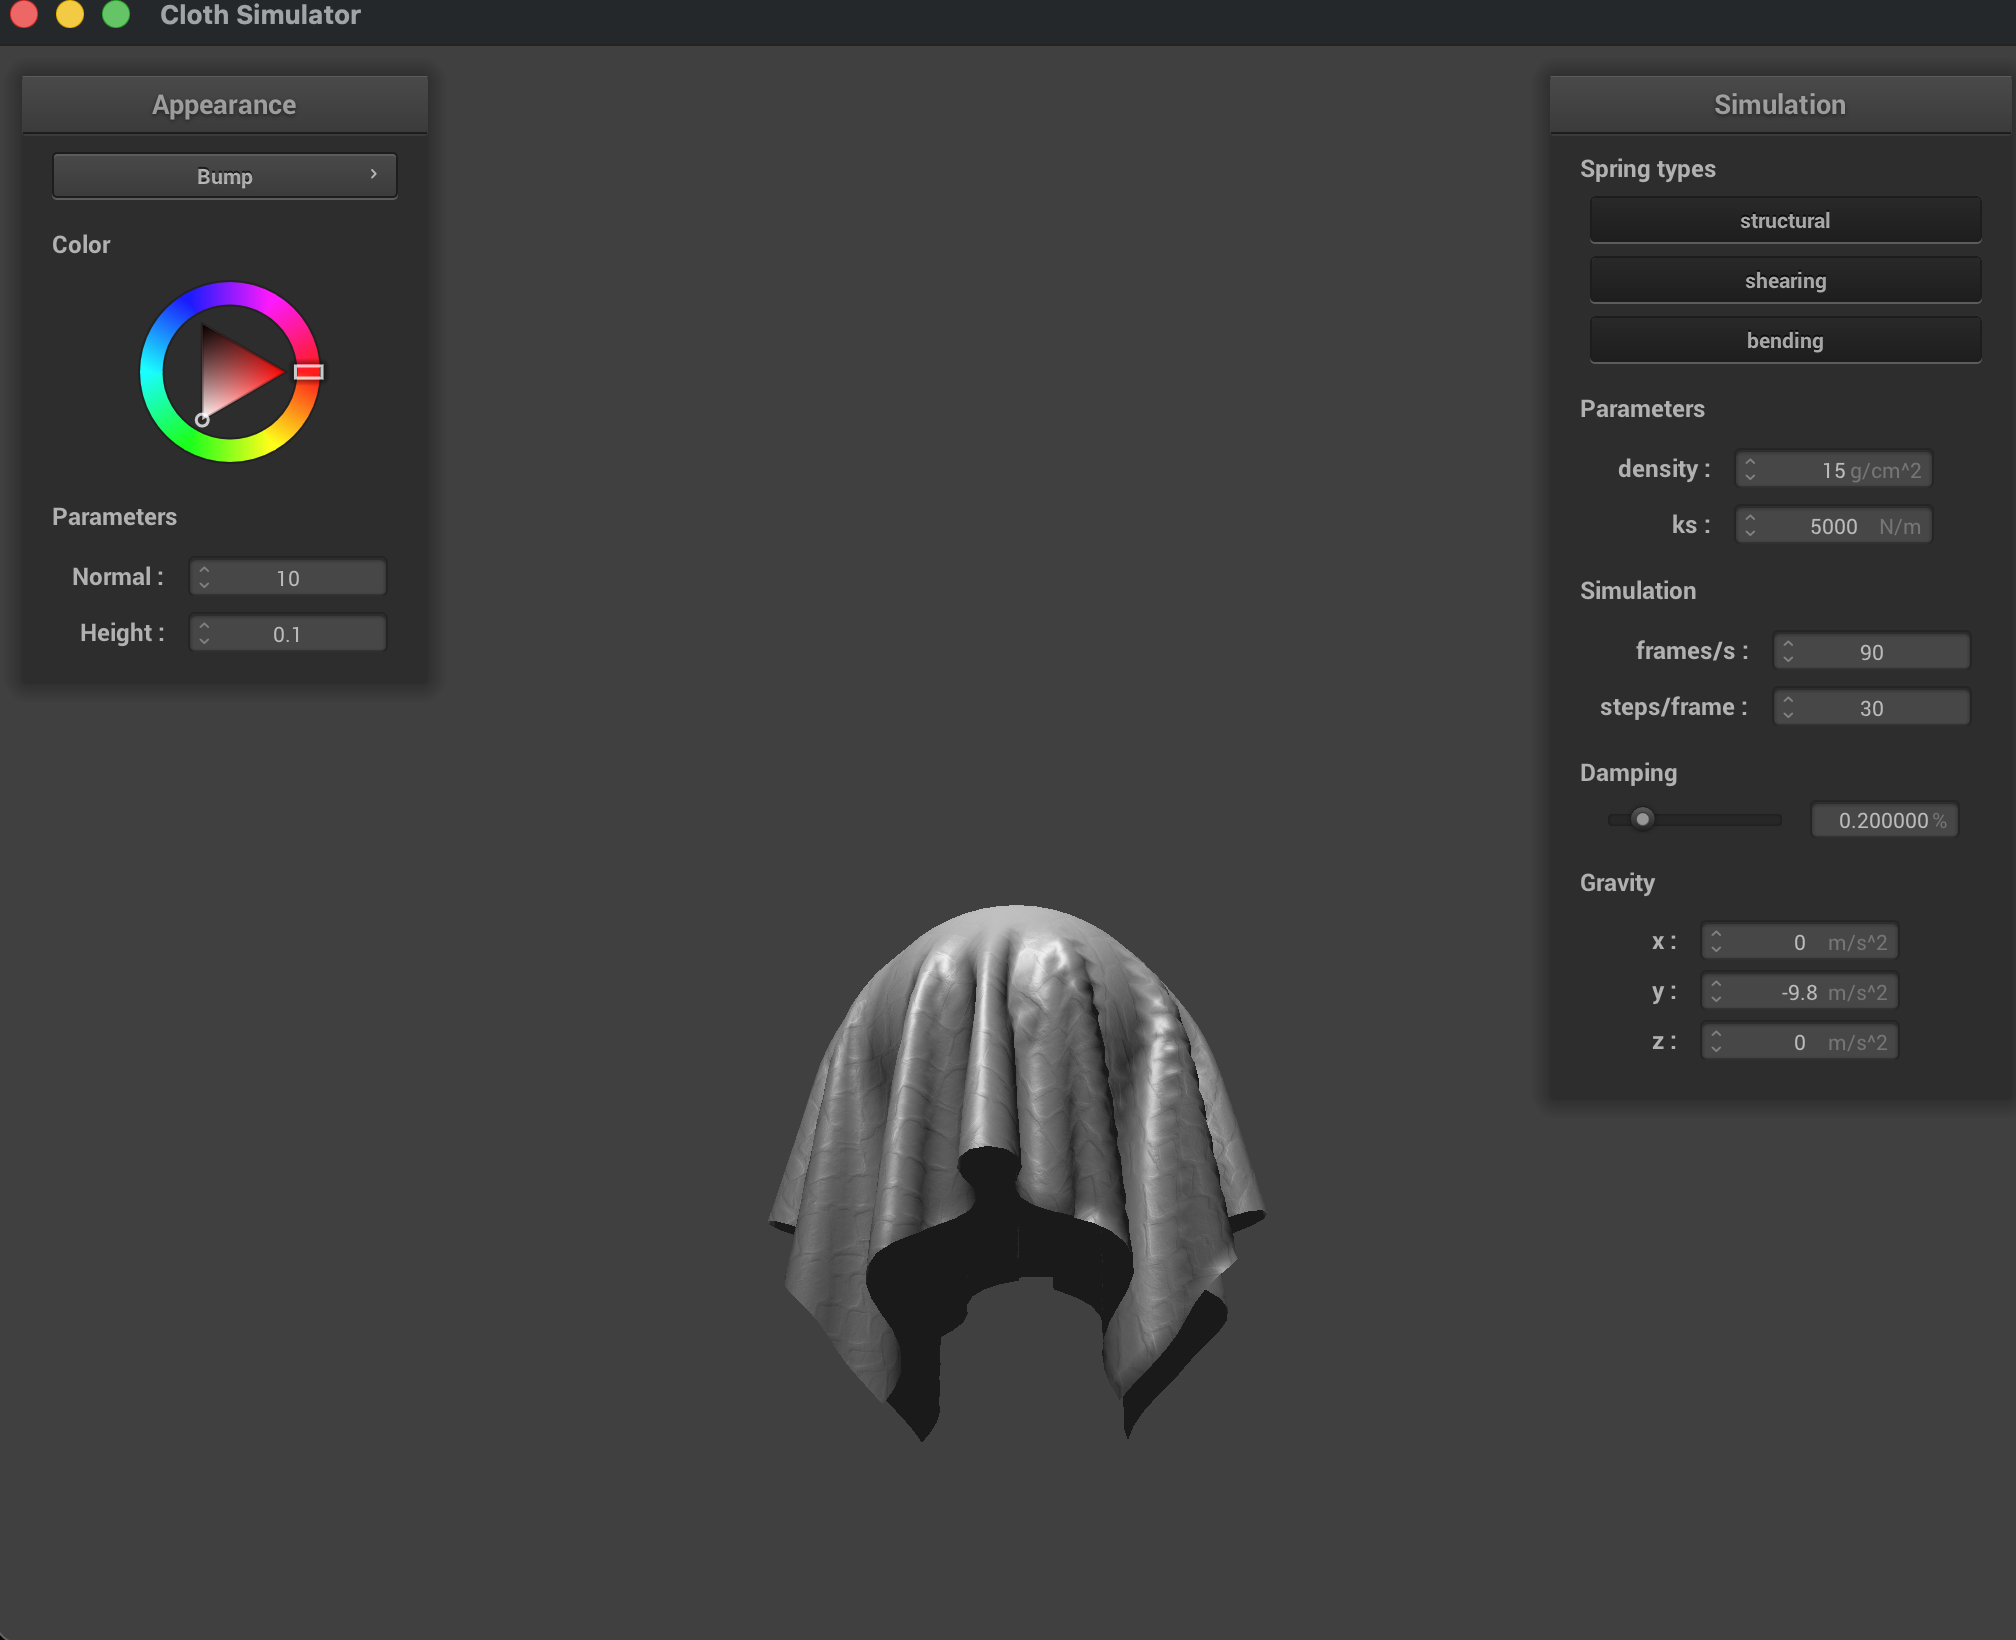 Cloth Simulator
Appearance
Bump
Color
Parameters
Normal : 10
Height : 0.1
Simulation
Spring types
structural
shearing
bending
Parameters
density : 15 g/cm^2
ks : 5000 N/m
Simulation
frames/s : 90
steps/frame : 30
Damping
0.200000 %
Gravity
x : 0 m/s^2
y : -9.8 m/s^2
z : 0 m/s^2